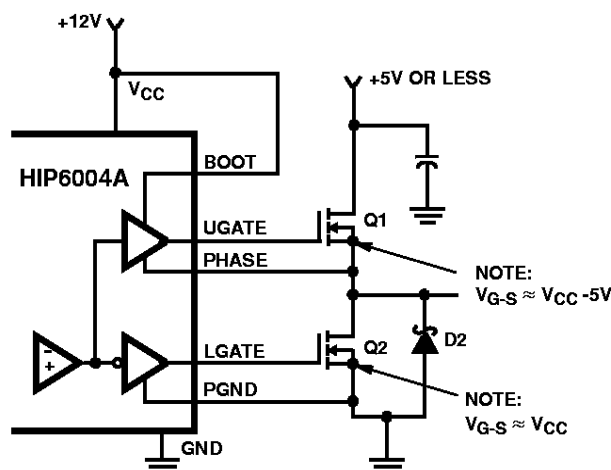 +12V
VCC
+5V OR LESS
HIP6004A
BOOT
UGATE
Q1
PHASE
NOTE:
VG-S ≈ VCC -5V
- +
LGATE
Q2
D2
PGND
NOTE:
VG-S ≈ VCC
GND